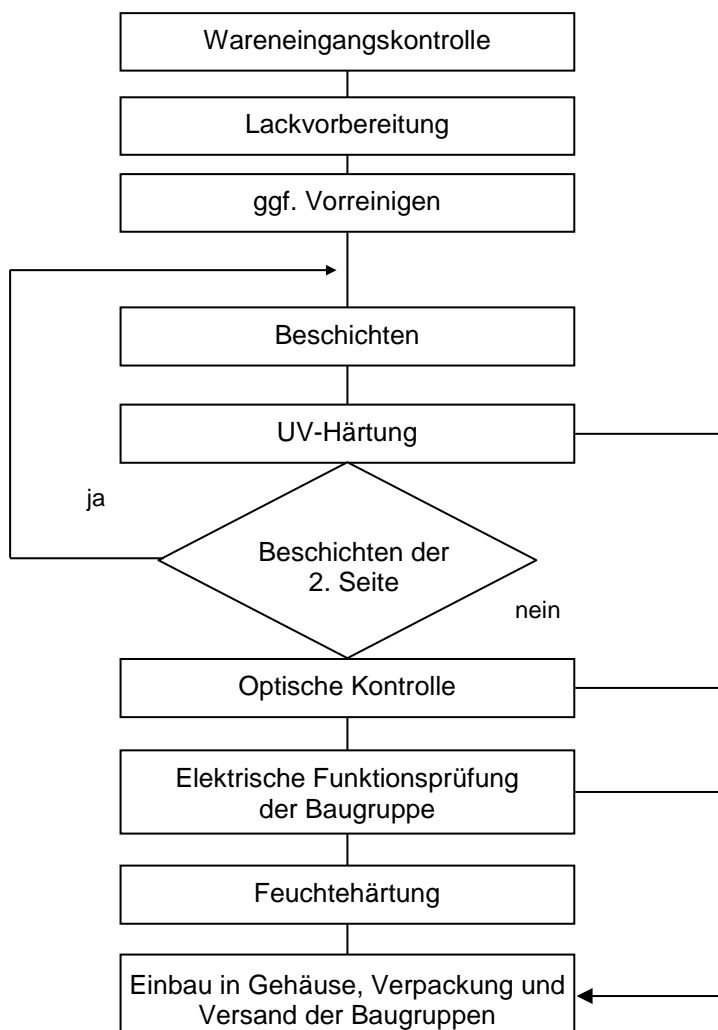 Wareneingangskontrolle
Lackvorbereitung
ggf. Vorreinigen
Beschichten
UV-Härtung
ja
Beschichten der
2. Seite
nein
Optische Kontrolle
Elektrische Funktionsprüfung
der Baugruppe
Feuchtehärtung
Einbau in Gehäuse, Verpackung und
Versand der Baugruppen